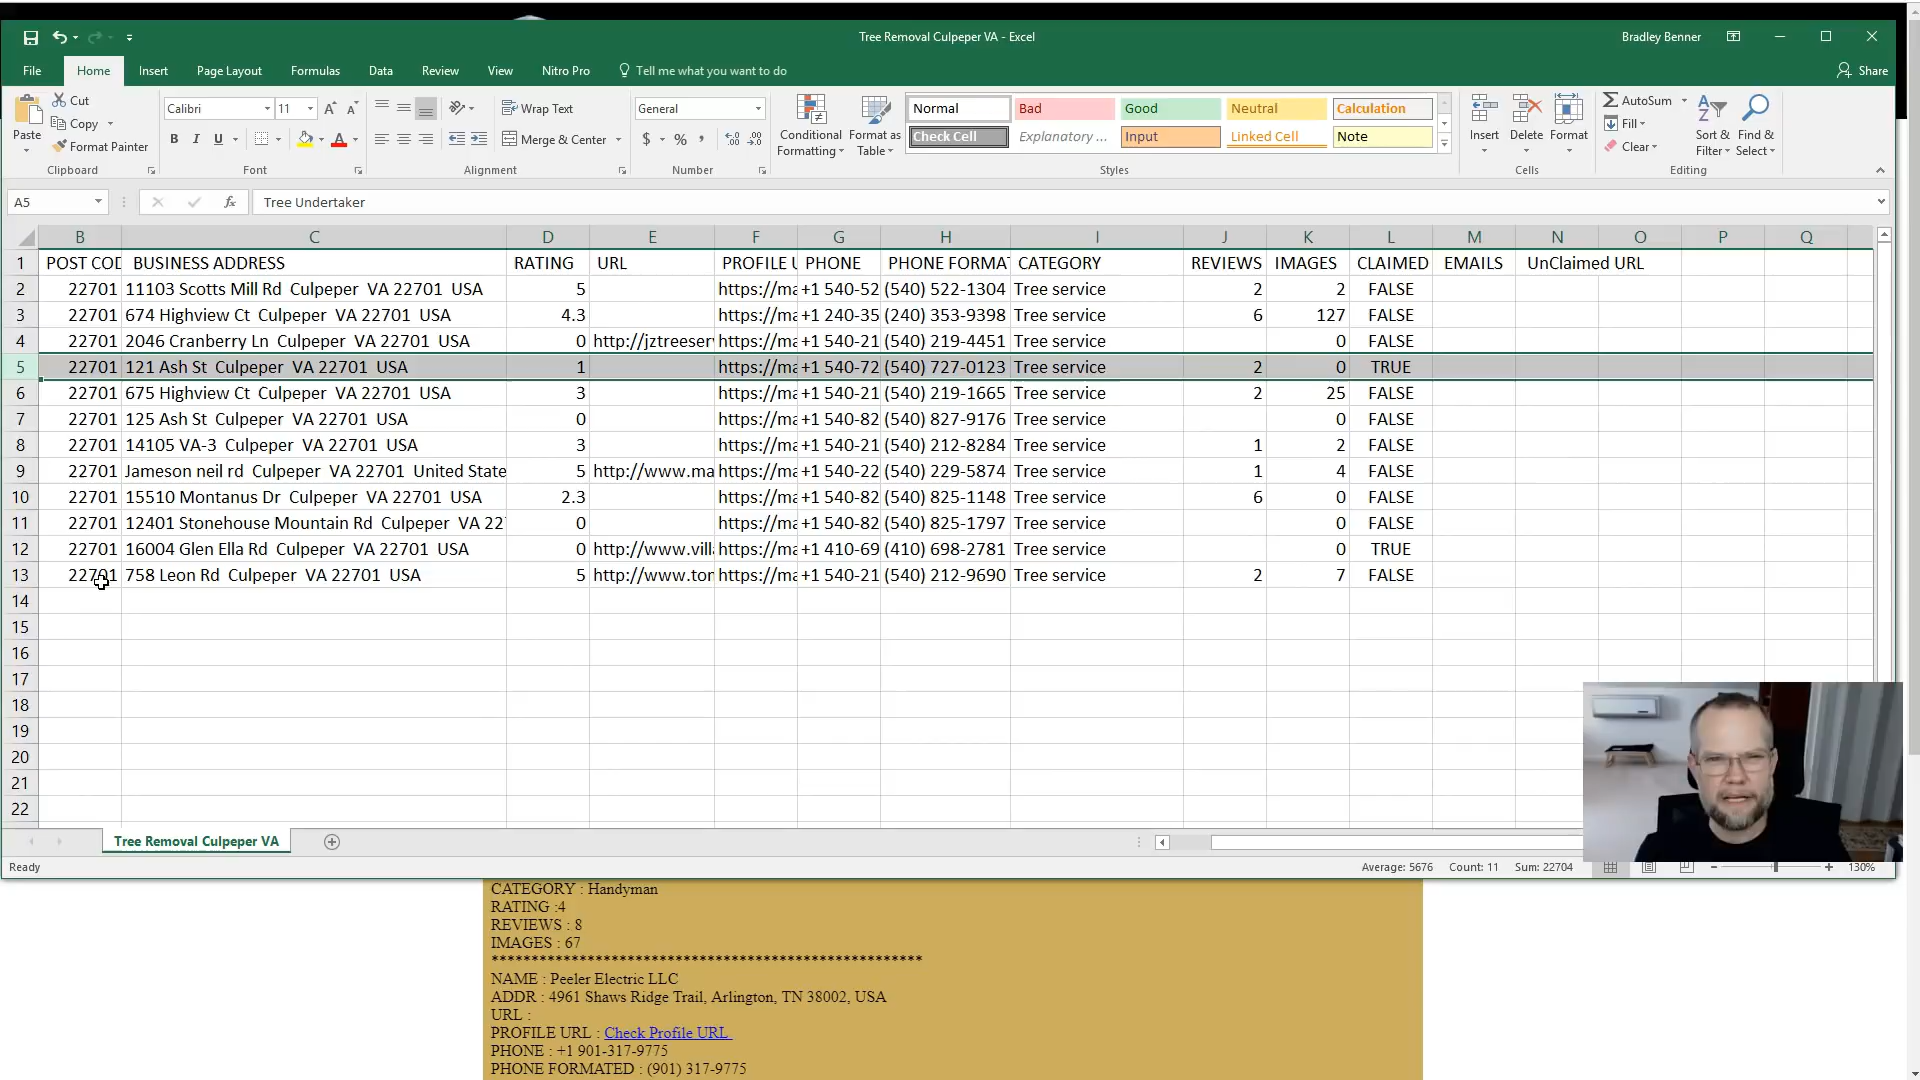 Tree Removal Culpeper VA - Excel
Bradley Benner
File Home Insert Page Layout Formulas Data Review View Nitro Pro Tell me what you want to do Share
Paste
Cut
Copy
Format Painter
Clipboard
Calibri 11
B I U
Font
Wrap Text
Merge & Center
Alignment
General
$ % ,
Number
Conditional Formatting
Format as Table
Normal Bad Good Neutral Calculation
Check Cell Explanatory ... Input Linked Cell Note
Styles
Insert Delete Format
Cells
AutoSum
Fill
Clear
Sort & Filter
Find & Select
Editing
A5 fx Tree Undertaker
B C D E F G H I J K L M N O P Q
1 POST COD BUSINESS ADDRESS RATING URL PROFILE U PHONE PHONE FORMAT CATEGORY REVIEWS IMAGES CLAIMED EMAILS UnClaimed URL
2 22701 11103 Scotts Mill Rd Culpeper VA 22701 USA 5 https://ma +1 540-52 (540) 522-1304 Tree service 2 2 FALSE
3 22701 674 Highview Ct Culpeper VA 22701 USA 4.3 https://ma +1 240-35 (240) 353-9398 Tree service 6 127 FALSE
4 22701 2046 Cranberry Ln Culpeper VA 22701 USA 0 http://jztreeser https://ma +1 540-21 (540) 219-4451 Tree service 0 FALSE
5 22701 121 Ash St Culpeper VA 22701 USA 1 https://ma +1 540-72 (540) 727-0123 Tree service 2 0 TRUE
6 22701 675 Highview Ct Culpeper VA 22701 USA 3 https://ma +1 540-21 (540) 219-1665 Tree service 2 25 FALSE
7 22701 125 Ash St Culpeper VA 22701 USA 0 https://ma +1 540-82 (540) 827-9176 Tree service 0 FALSE
8 22701 14105 VA-3 Culpeper VA 22701 USA 3 https://ma +1 540-21 (540) 212-8284 Tree service 1 2 FALSE
9 22701 Jameson neil rd Culpeper VA 22701 United State 5 http://www.ma https://ma +1 540-22 (540) 229-5874 Tree service 1 4 FALSE
10 22701 15510 Montanus Dr Culpeper VA 22701 USA 2.3 https://ma +1 540-82 (540) 825-1148 Tree service 6 0 FALSE
11 22701 12401 Stonehouse Mountain Rd Culpeper VA 22 0 https://ma +1 540-82 (540) 825-1797 Tree service 0 FALSE
12 22701 16004 Glen Ella Rd Culpeper VA 22701 USA 0 http://www.vill https://ma +1 410-69 (410) 698-2781 Tree service 0 TRUE
13 22701 758 Leon Rd Culpeper VA 22701 USA 5 http://www.tor https://ma +1 540-21 (540) 212-9690 Tree service 2 7 FALSE
14
15
16
17
18
19
20
21
22
Tree Removal Culpeper VA
Ready Average: 5676 Count: 11 Sum: 22704 130%
CATEGORY : Handyman
RATING :4
REVIEWS : 8
IMAGES : 67
******************************************************
NAME : Peeler Electric LLC
ADDR : 4961 Shaws Ridge Trail, Arlington, TN 38002, USA
URL :
PROFILE URL : Check Profile URL
PHONE : +1 901-317-9775
PHONE FORMATED : (901) 317-9775